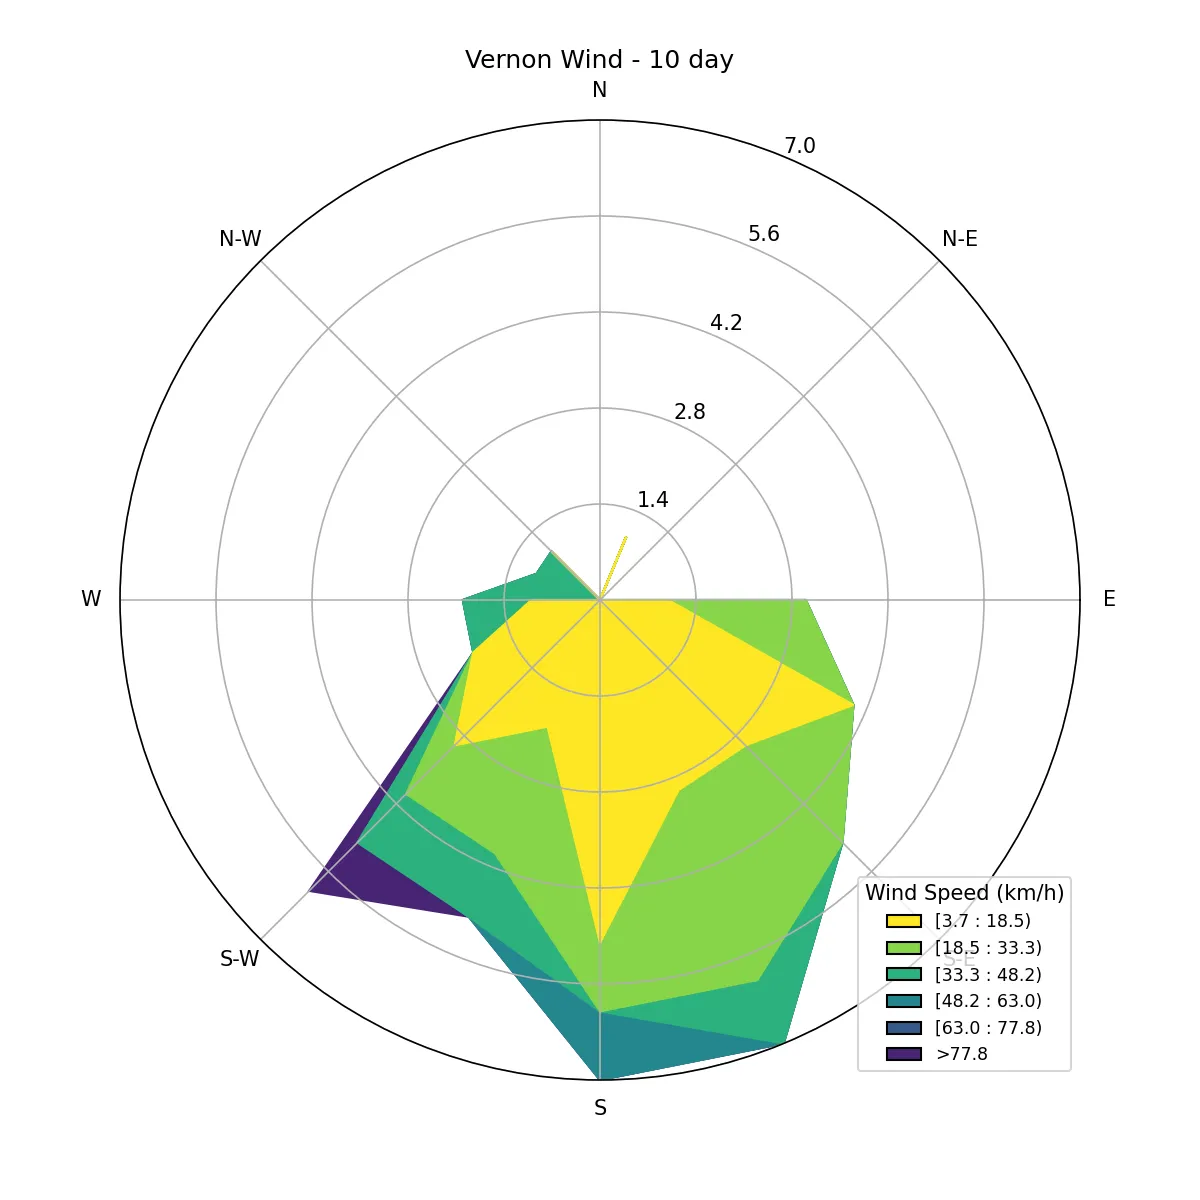 Vernon Wind - 10 day
N
7.0
N-W
5.6
N-E
4.2
2.8
1.4
W
E
Wind Speed (km/h)
[3.7 : 18.5)
[18.5 : 33.3)
S-W
S-E
[33.3 : 48.2)
[48.2 : 63.0)
[63.0 : 77.8)
>77.8
S